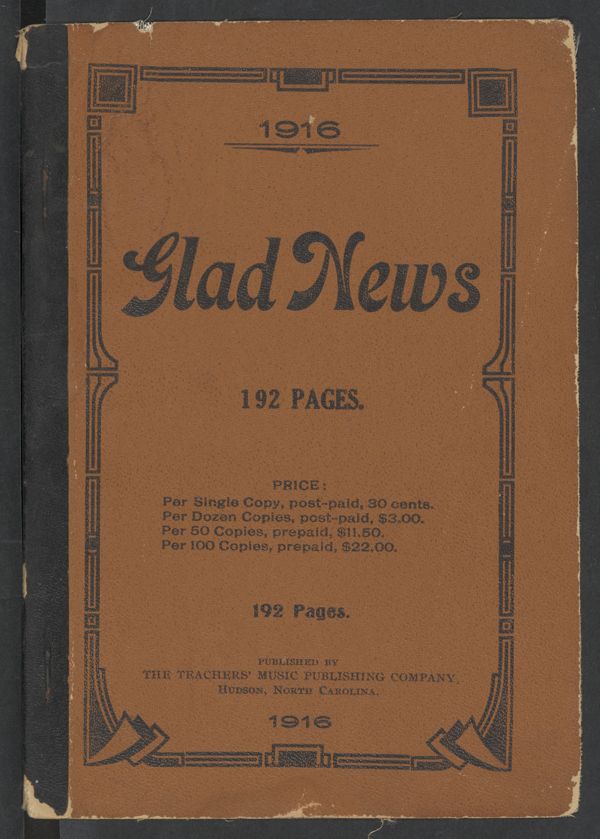 1916
Glad News
192 PAGES.
PRICE:
Per Single Copy, post-paid, 30 cents.
Per Dozen Copies, post-paid, $3.00.
Per 50 Copies, prepaid, $11.50.
Per 100 Copies, prepaid, $22.00.
192 Pages.
PUBLISHED BY
THE TEACHERS' MUSIC PUBLISHING COMPANY,
HUDSON, NORTH CAROLINA.
1916